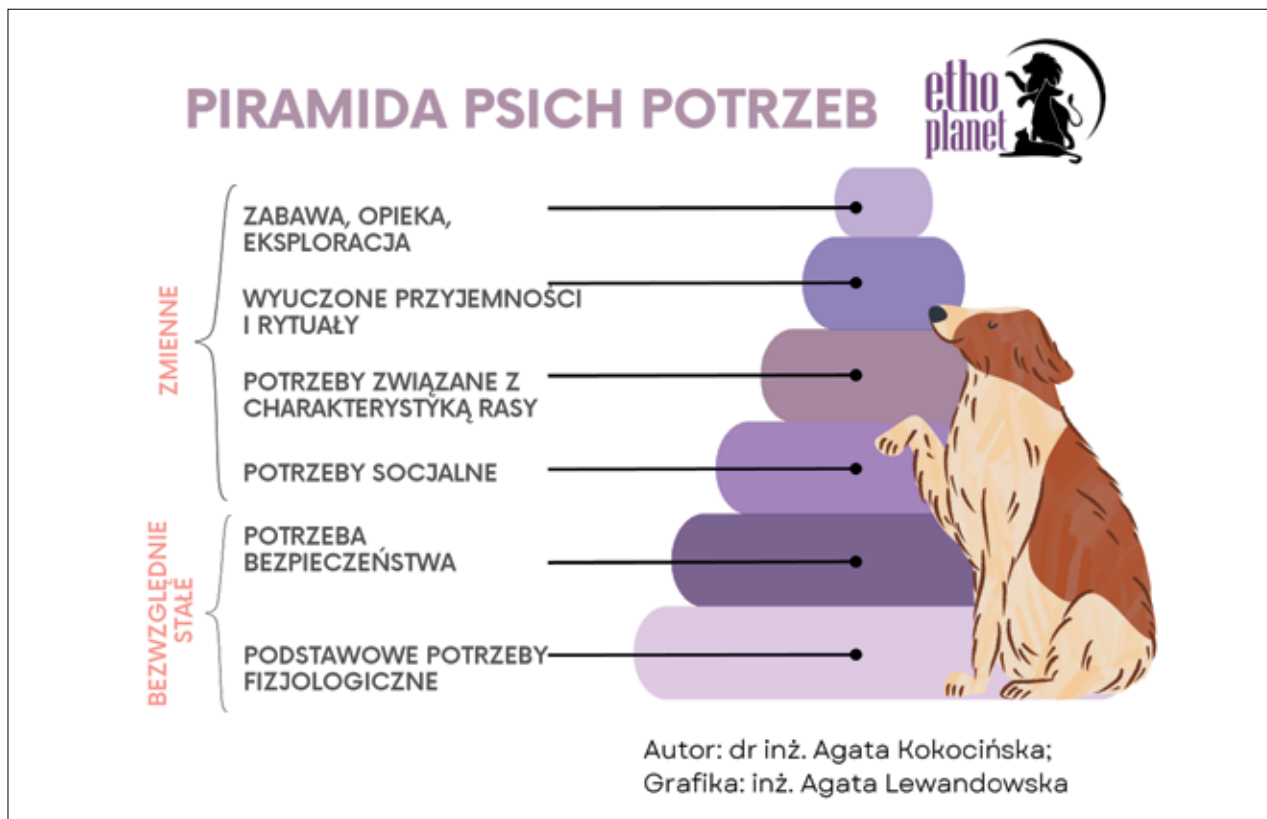 PIRAMIDA PSICH POTRZEB
etho
planet
ZMIENNE
ZABAWA, OPIEKA,
EKSPLORACJA
WYUCZONE PRZYJEMNOŚCI
I RYTUAŁY
POTRZEBY ZWIĄZANE Z
CHARAKTERYSTYKĄ RASY
POTRZEBY SOCJALNE
BEZWZGLĘDNIE
STAŁE
POTRZEBA
BEZPIECZEŃSTWA
PODSTAWOWE POTRZEBY
FIZJOLOGICZNE
Autor: dr inż. Agata Kokocińska;
Grafika: inż. Agata Lewandowska